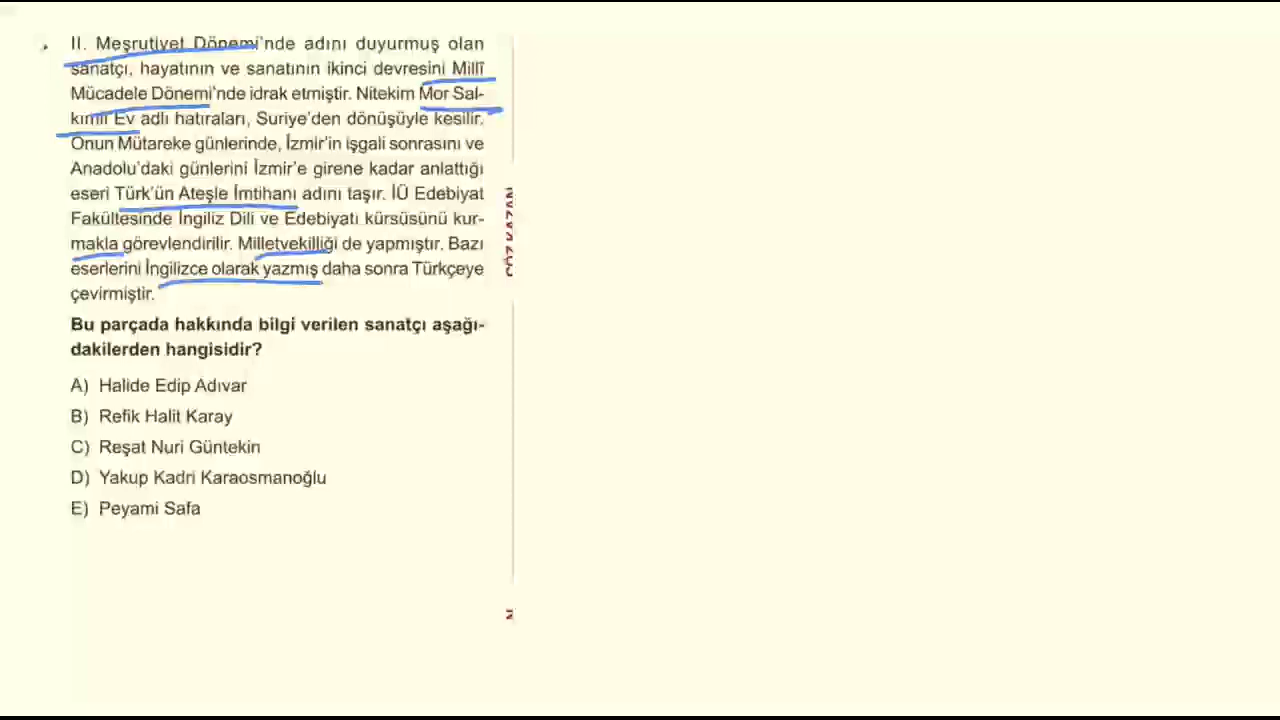 II. Meşrutiyet Dönemi'nde adını duyurmuş olan
sanatçı, hayatının ve sanatının ikinci devresini Millî
Mücadele Dönemi'nde idrak etmiştir. Nitekim Mor Sal-
kımlı Ev adlı hatıraları, Suriye'den dönüşüyle kesilir.
Onun Mütareke günlerinde, İzmir'in işgali sonrasını ve
Anadolu'daki günlerini İzmir'e girene kadar anlattığı
eseri Türk'ün Ateşle İmtihanı adını taşır. İÜ Edebiyat
Fakültesinde İngiliz Dili ve Edebiyatı kürsüsünü kur-
makla görevlendirilir. Milletvekilliği de yapmıştır. Bazı
eserlerini İngilizce olarak yazmış daha sonra Türkçeye
çevirmiştir.
Bu parçada hakkında bilgi verilen sanatçı aşağı-
dakilerden hangisidir?
A) Halide Edip Adıvar
B) Refik Halit Karay
C) Reşat Nuri Güntekin
D) Yakup Kadri Karaosmanoğlu
E) Peyami Safa